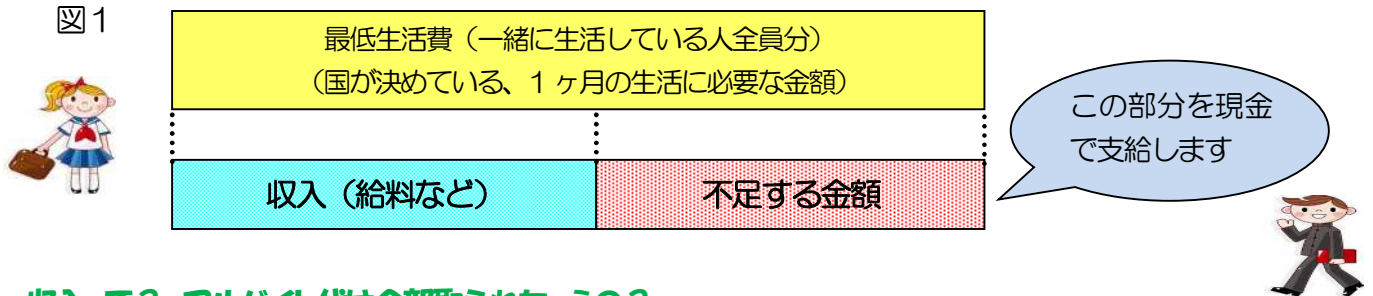 図1
最低生活費（一緒に生活している人全員分）
（国が決めている、1ヶ月の生活に必要な金額）
この部分を現金
で支給します
収入（給料など）
不足する金額